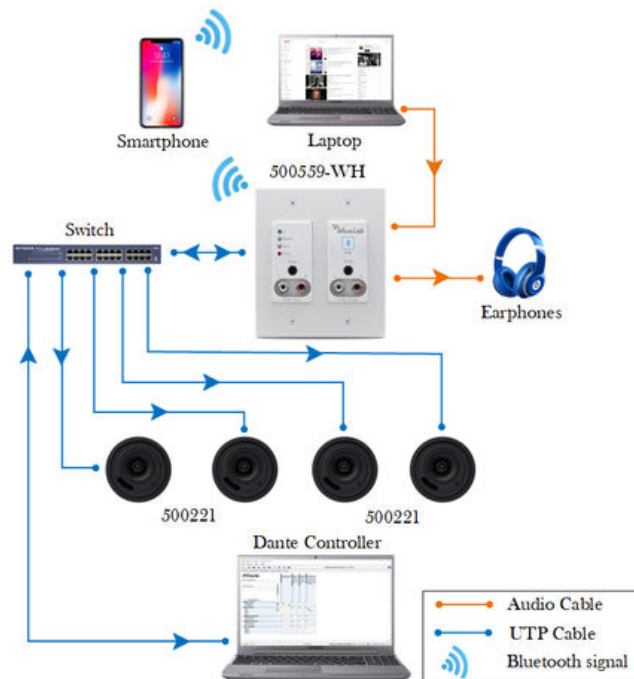 Smartphone
Laptop
500559-WH
Switch
Earphones
500221
500221
Dante Controller
Audio Cable
UTP Cable
Bluetooth signal